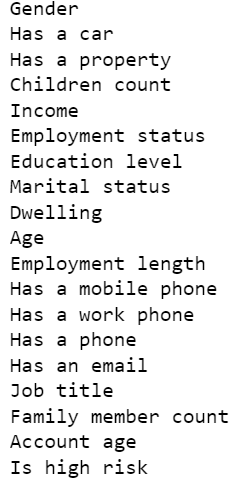 Gender
Has a car
Has a property
Children count
Income
Employment status
Education level
Marital status
Dwelling
Age
Employment length
Has a mobile phone
Has a work phone
Has a phone
Has an email
Job title
Family member count
Account age
Is high risk